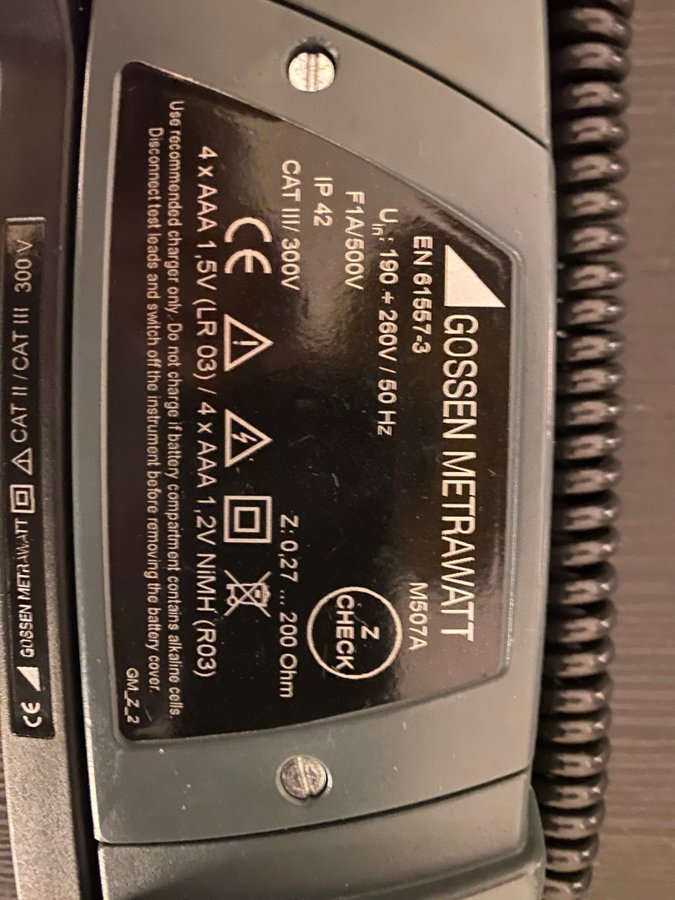 GOSSEN METRAWATT
EN 61557-3
M507A
Uin: 190 ÷ 260V / 50 Hz
F1A/500V
IP 42
Z CHECK
CAT III/ 300V
Z: 0,27 ... 200 Ohm
CE
4 x AAA 1,5V (LR 03) / 4 x AAA 1,2V NiMH (R03)
Use recommended charger only. Do not charge if battery compartment contains alkaline cells.
Disconnect test leads and switch off the instrument before removing the battery cover.
GM_Z_2
CE GOSSEN METRAWATT CAT II / CAT III 300 V